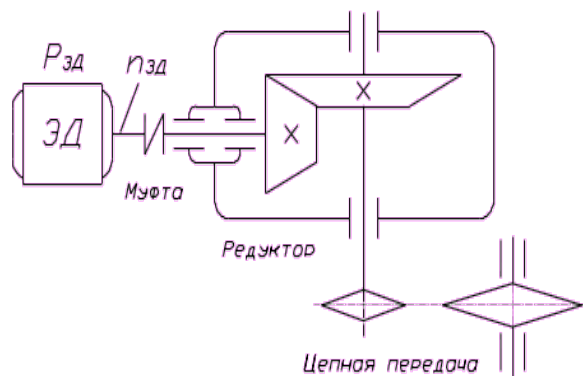 Рэд
nэд
ЭД
Муфта
Редуктор
Цепная передача